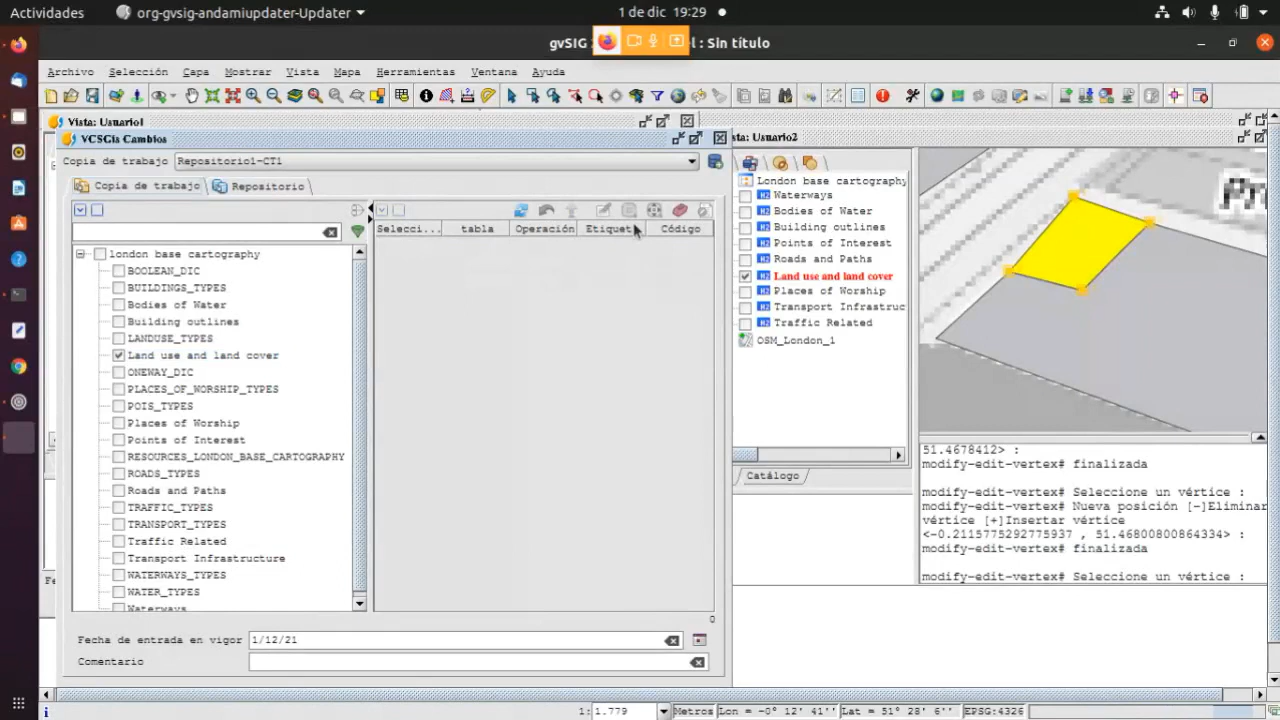 Actividades
org-gvsig-andamiupdater-Updater
1 de dic 19:29
gvSIG
: Sin título
Archivo Selección Capa Mostrar Vista Mapa Herramientas Ventana Ayuda
Vista: Usuario1
VCSGis Cambios
sta: Usuario2
Copia de trabajo Repositorio1-CT1
Copia de trabajo Repositorio
Selecci... tabla Operación Etiquet Código
london base cartography
BOOLEAN_DIC
BUILDINGS_TYPES
Bodies of Water
Building outlines
LANDUSE_TYPES
Land use and land cover
ONEWAY_DIC
PLACES_OF_WORSHIP_TYPES
POIS_TYPES
Places of Worship
Points of Interest
RESOURCES_LONDON_BASE_CARTOGRAPHY
ROADS_TYPES
Roads and Paths
TRAFFIC_TYPES
TRANSPORT_TYPES
Traffic Related
Transport Infrastructure
WATERWAYS_TYPES
WATER_TYPES
Waterways
0
Fecha de entrada en vigor 1/12/21
Comentario
London base cartography
Waterways
Bodies of Water
Building outlines
Points of Interest
Roads and Paths
Land use and land cover
Places of Worship
Transport Infrastruc
Traffic Related
OSM_London_1
Catálogo
51.4678412> :
modify-edit-vertex# finalizada
modify-edit-vertex# Seleccione un vértice :
modify-edit-vertex# Nueva posición [-]Eliminar
vértice [+]Insertar vértice
<-0.2115775292775937 , 51.46800800864334> :
modify-edit-vertex# finalizada
modify-edit-vertex# Seleccione un vértice :
1: 1.779 Metros Lon = -0° 12' 41'' Lat = 51° 28' 6'' EPSG:4326